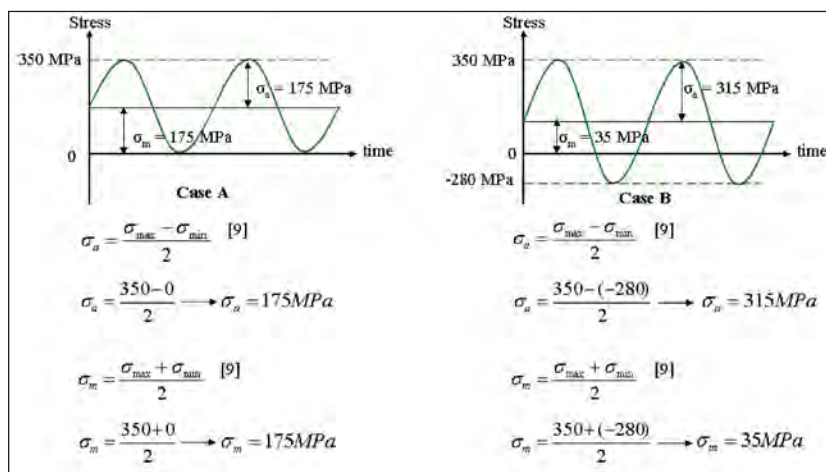 Stress
350 MPa
σa = 175 MPa
σm = 175 MPa
0
time
Case A
σa = (σmax − σmin)/2 [9]
σa = (350−0)/2 → σa = 175MPa
σm = (σmax + σmin)/2 [9]
σm = (350+0)/2 → σm = 175MPa
Stress
350 MPa
σa = 315 MPa
σm = 35 MPa
0
time
-280 MPa
Case B
σa = (σmax − σmin)/2 [9]
σa = (350−(−280))/2 → σa = 315MPa
σm = (σmax + σmin)/2 [9]
σm = (350+(−280))/2 → σm = 35MPa